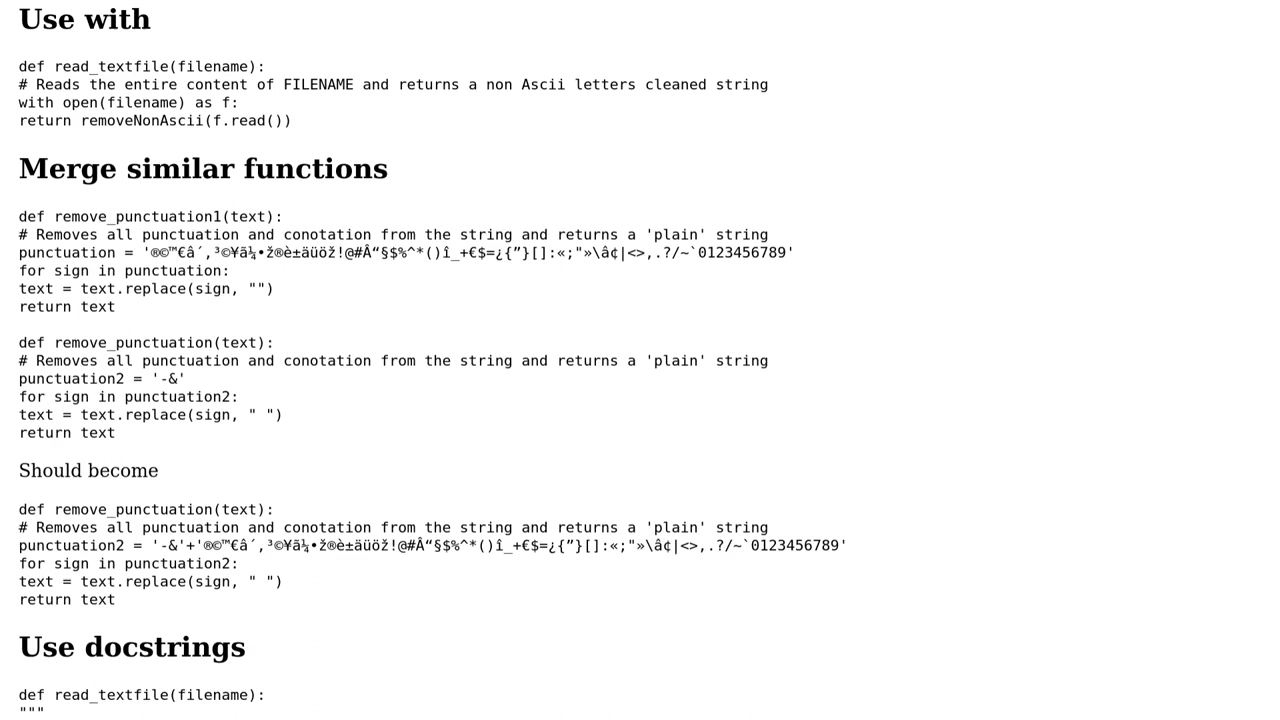 Use with
def read_textfile(filename):
# Reads the entire content of FILENAME and returns a non Ascii letters cleaned string
with open(filename) as f:
return removeNonAscii(f.read())
Merge similar functions
def remove_punctuation1(text):
# Removes all punctuation and conotation from the string and returns a 'plain' string
punctuation = '®©™€â´‚³©¥ã¼•ž®è±äüöž!@#Â“§$%^*()î_+€$=¿{”}[]:«;"»\â¢|<>,.?/~`0123456789'
for sign in punctuation:
text = text.replace(sign, "")
return text
def remove_punctuation(text):
# Removes all punctuation and conotation from the string and returns a 'plain' string
punctuation2 = '-&'
for sign in punctuation2:
text = text.replace(sign, " ")
return text
Should become
def remove_punctuation(text):
# Removes all punctuation and conotation from the string and returns a 'plain' string
punctuation2 = '-&'+'®©™€â´‚³©¥ã¼•ž®è±äüöž!@#Â“§$%^*()î_+€$=¿{”}[]:«;"»\â¢|<>,.?/~`0123456789'
for sign in punctuation2:
text = text.replace(sign, " ")
return text
Use docstrings
def read_textfile(filename):
"""